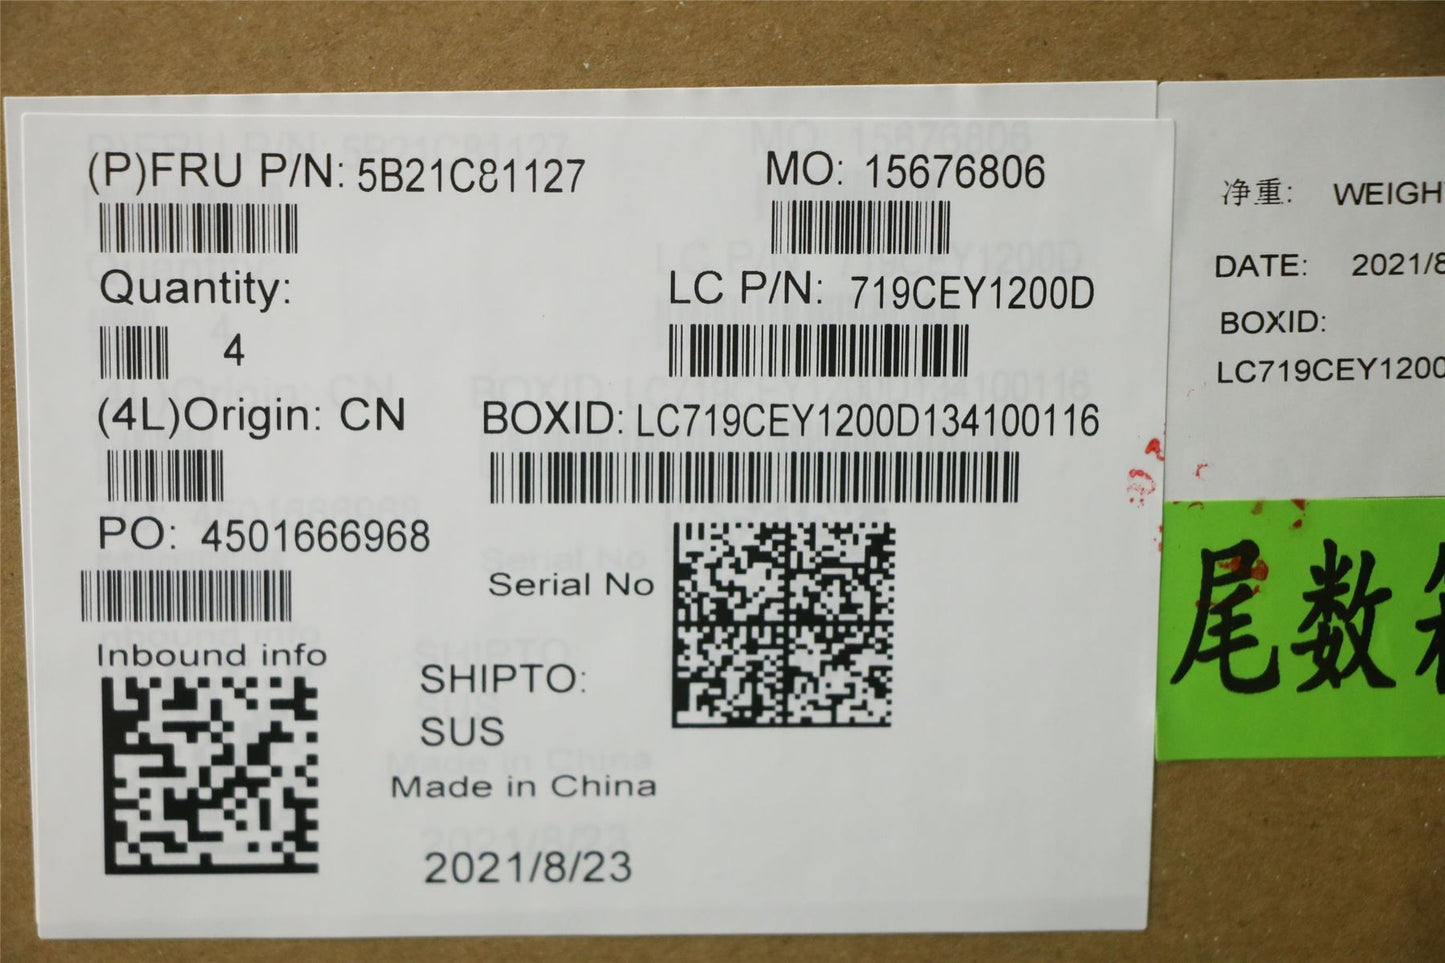 (P)FRU P/N: 5B21C81127
MO: 15676806
Quantity:
4
LC P/N: 719CEY1200D
(4L)Origin: CN
BOXID: LC719CEY1200D134100116
PO: 4501666968
Serial No
Inbound info
SHIPTO:
SUS
Made in China
2021/8/23
净重: WEIGH
DATE: 2021/8
BOXID:
LC719CEY1200
尾数